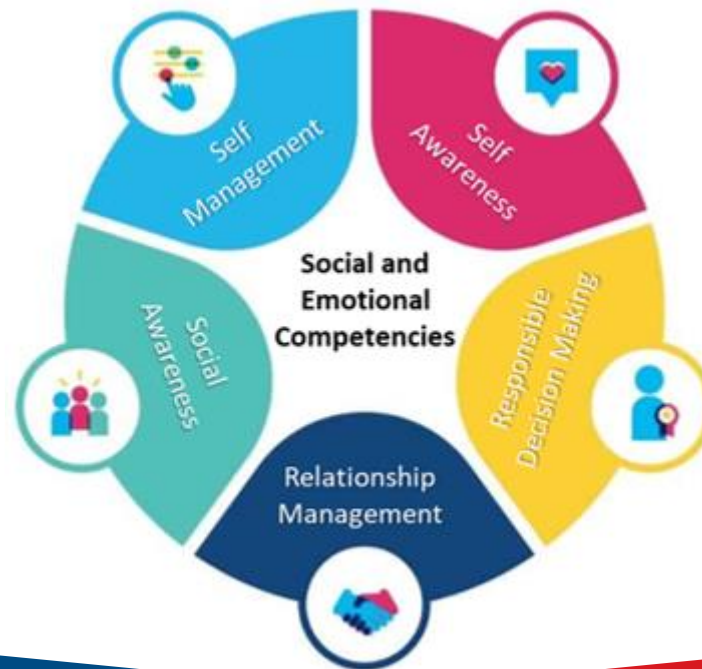 Self
Management
Self
Awareness
Social and
Emotional
Competencies
Social
Awareness
Responsible
Decision Making
Relationship
Management